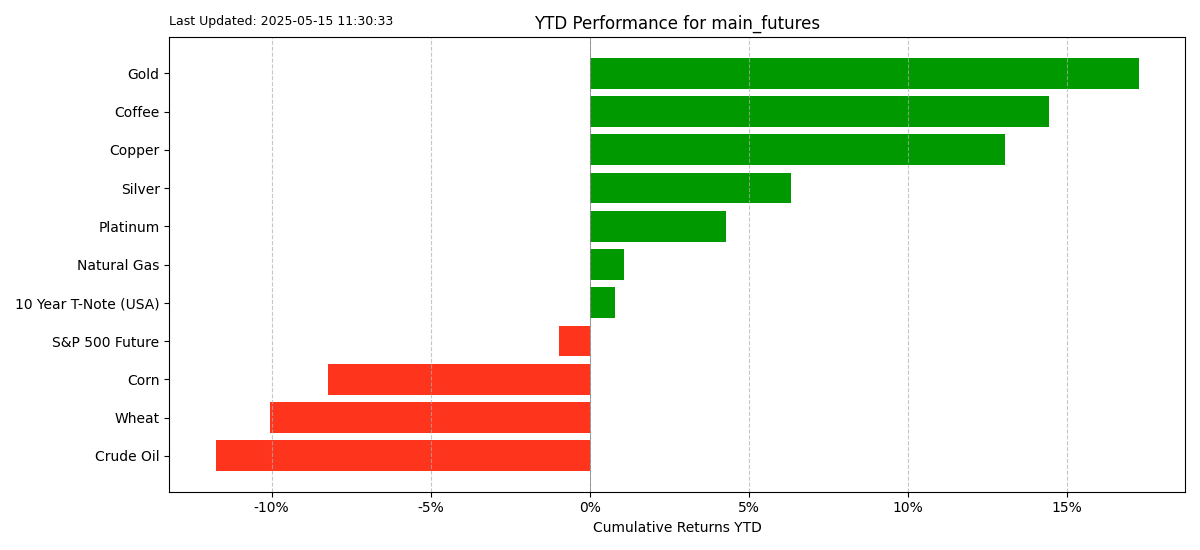 Last Updated: 2025-05-15 11:30:33
YTD Performance for main_futures
Gold
Coffee
Copper
Silver
Platinum
Natural Gas
10 Year T-Note (USA)
S&P 500 Future
Corn
Wheat
Crude Oil
-10% -5% 0% 5% 10% 15%
Cumulative Returns YTD